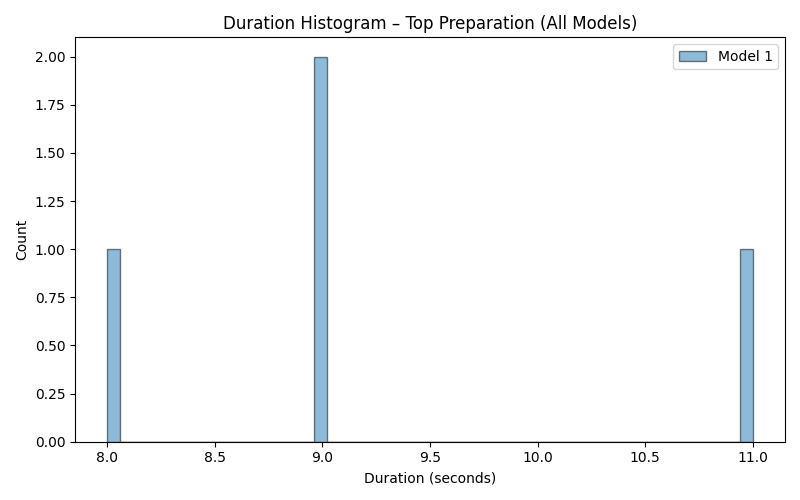 Duration Histogram – Top Preparation (All Models)
Model 1
2.00
1.75
1.50
1.25
1.00
0.75
0.50
0.25
0.00
Count
8.0 8.5 9.0 9.5 10.0 10.5 11.0
Duration (seconds)